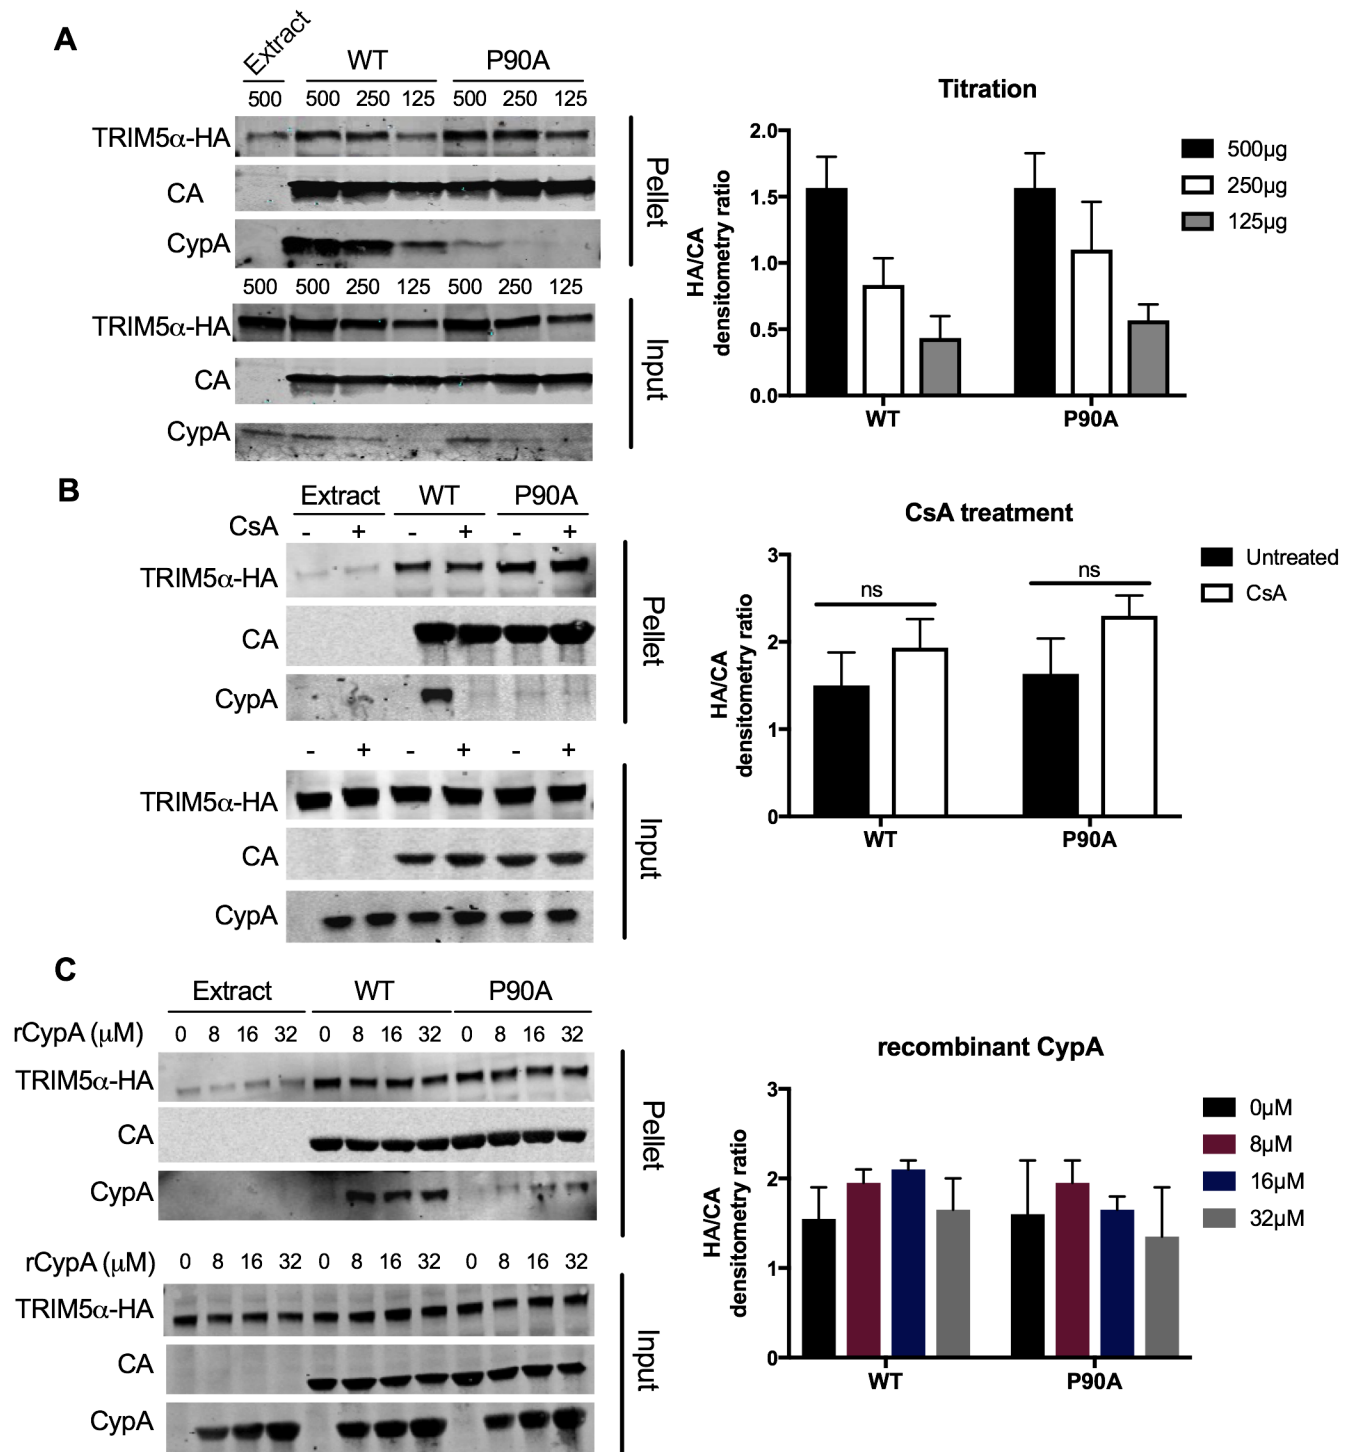 A
Extract
WT
P90A
500
500
250
125
500
250
125
TRIM5α-HA
CA
CypA
Pellet
500
500
250
125
500
250
125
TRIM5α-HA
CA
CypA
Input
Titration
HA/CA
densitometry ratio
2.0
1.5
1.0
0.5
0.0
WT
P90A
500µg
250µg
125µg
B
Extract
WT
P90A
CsA
-
+
-
+
-
+
TRIM5α-HA
CA
CypA
Pellet
-
+
-
+
-
+
TRIM5α-HA
CA
CypA
Input
CsA treatment
HA/CA
densitometry ratio
3
2
1
0
ns
ns
WT
P90A
Untreated
CsA
C
Extract
WT
P90A
rCypA (µM)
0
8
16
32
0
8
16
32
0
8
16
32
TRIM5α-HA
CA
CypA
Pellet
rCypA (µM)
0
8
16
32
0
8
16
32
0
8
16
32
TRIM5α-HA
CA
CypA
Input
recombinant CypA
HA/CA
densitometry ratio
3
2
1
0
WT
P90A
0µM
8µM
16µM
32µM